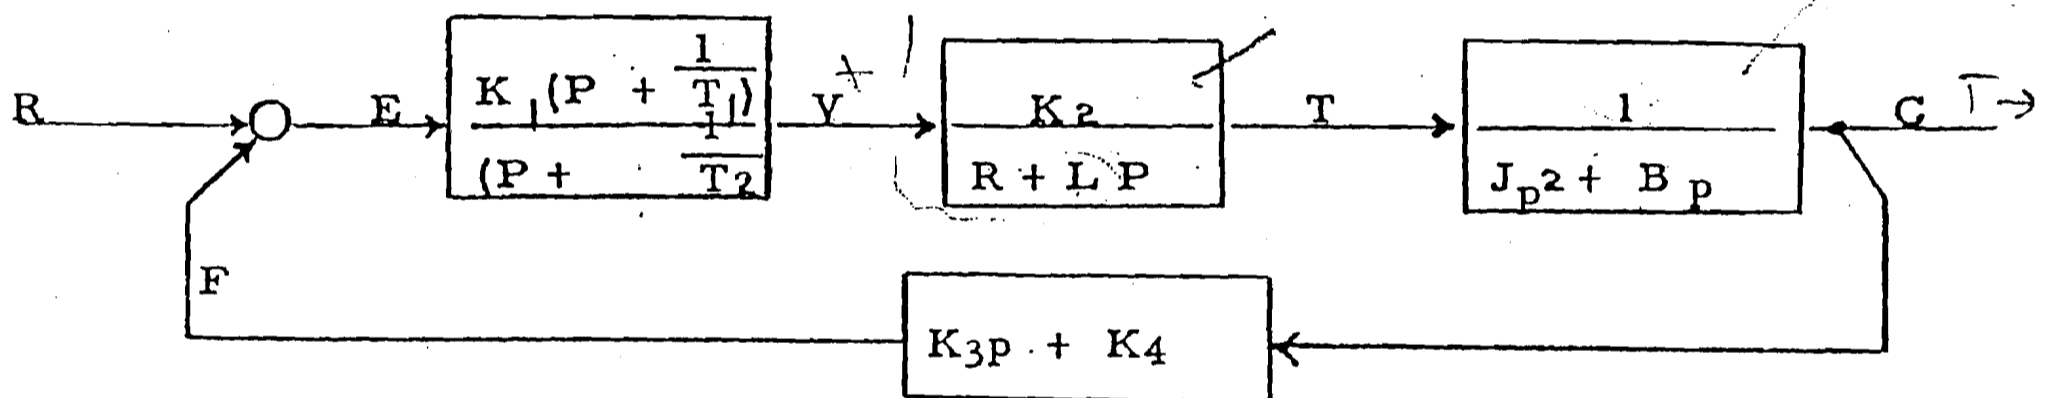 R
E
K1(P + 1
T1)
(P + 1
T2
V
K2
R + L P
T
1
Jp2 + B p
C T→
F
K3p + K4